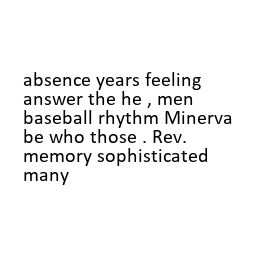 absence years feeling
answer the he , men
baseball rhythm Minerva
be who those . Rev.
memory sophisticated
many